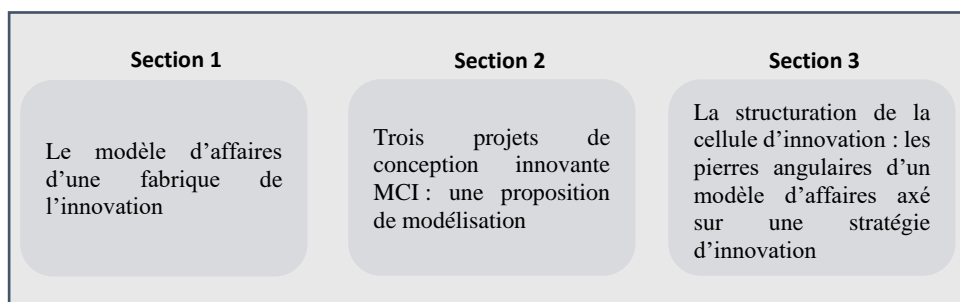 Section 1
Le modèle d’affaires
d’une fabrique de
l’innovation
Section 2
Trois projets de
conception innovante
MCI : une proposition
de modélisation
Section 3
La structuration de la
cellule d’innovation : les
pierres angulaires d’un
modèle d’affaires axé
sur une stratégie
d’innovation